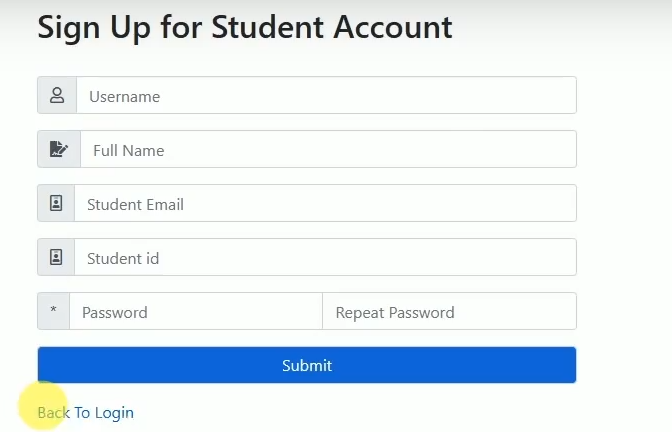 Sign Up for Student Account
Username
Full Name
Student Email
Student id
* Password Repeat Password
Submit
Back To Login